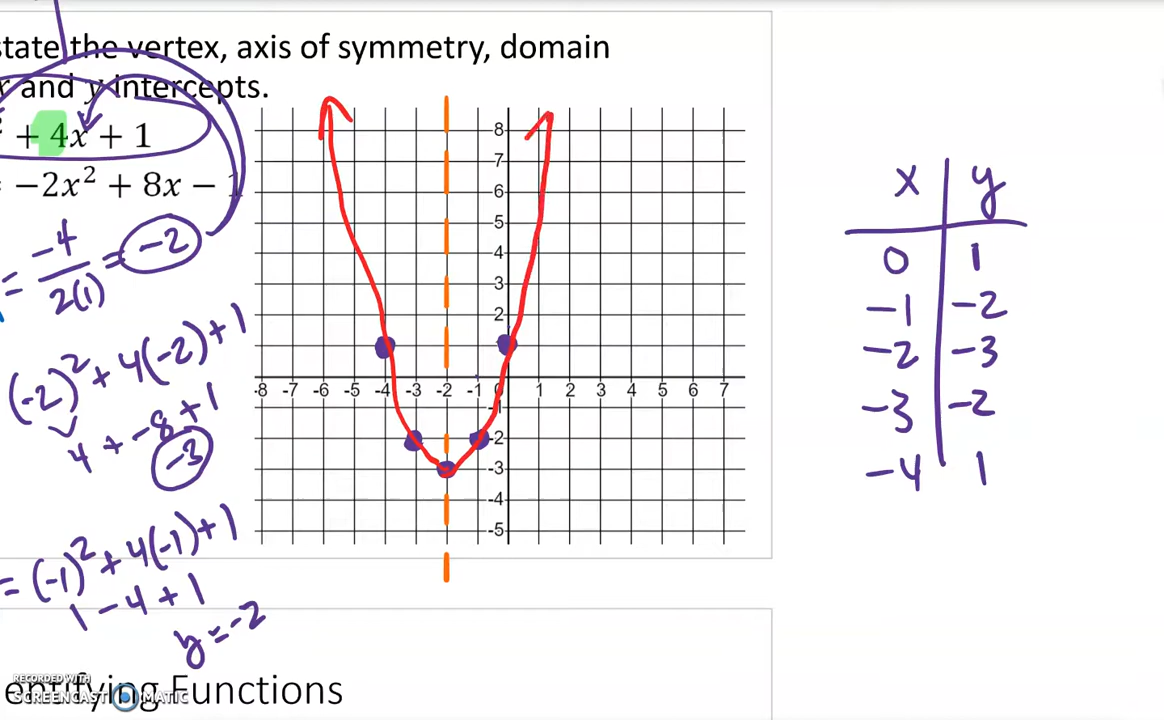 state the vertex, axis of symmetry, domain
and y intercepts.
+ 4x + 1
= −2x² + 8x −
= -4 / 2(1) = -2
(-2)² + 4(-2) + 1
4 + -8 + 1
-3
= (-1)² + 4(-1) + 1
1 - 4 + 1
y = -2
8
7
6
5
4
3
2
-8 -7 -6 -5 -4 -3 -2 0 1 2 3 4 5 6 7
-1
-2
-3
-4
-5
x y
0 1
-1 -2
-2 -3
-3 -2
-4 1
RECORDED WITH
SCREENCAST MATIC
entifying Functions